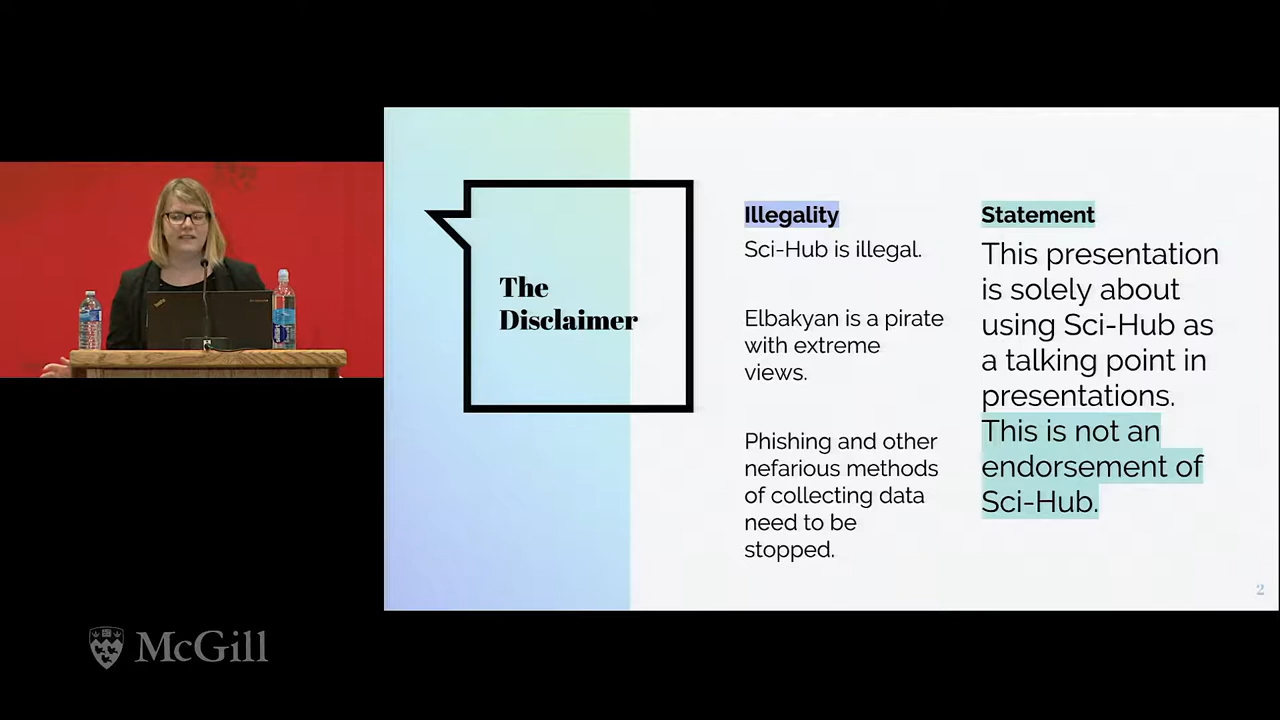 The
Disclaimer
Illegality
Sci-Hub is illegal.
Elbakyan is a pirate
with extreme
views.
Phishing and other
nefarious methods
of collecting data
need to be
stopped.
Statement
This presentation
is solely about
using Sci-Hub as
a talking point in
presentations.
This is not an
endorsement of
Sci-Hub.
2
McGill